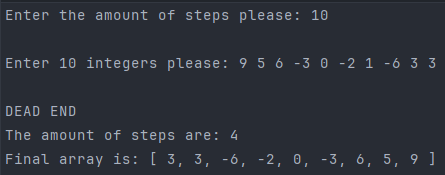 Enter the amount of steps please: 10
Enter 10 integers please: 9 5 6 -3 0 -2 1 -6 3 3
DEAD END
The amount of steps are: 4
Final array is: [ 3, 3, -6, -2, 0, -3, 6, 5, 9 ]